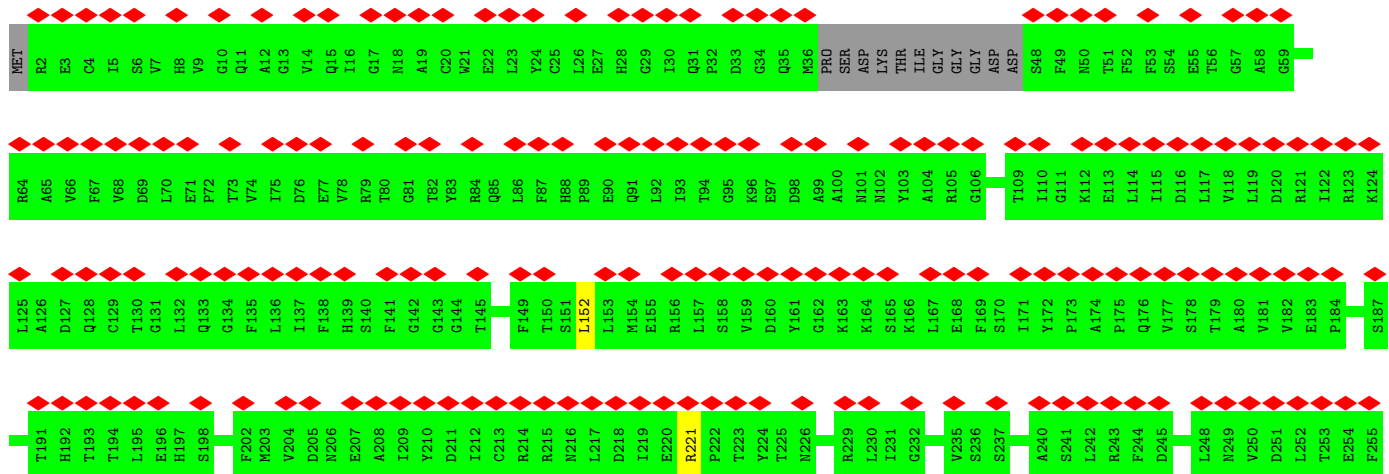 MET R2 E3 C4 I5 S6 V7 H8 V9 G10 Q11 A12 G13 V14 Q15 I16 G17 N18 A19 C20 W21 E22 L23 Y24 C25 L26 E27 H28 G29 I30 Q31 P32 D33 G34 Q35 M36 PRO SER ASP LYS THR ILE GLY GLY GLY ASP ASP S48 F49 N50 T51 F52 F53 S54 E55 T56 G57 A58 G59
R64 A65 V66 F67 V68 D69 L70 E71 P72 T73 V74 I75 D76 E77 V78 R79 T80 G81 T82 Y83 R84 Q85 L86 F87 H88 P89 E90 Q91 L92 I93 T94 G95 K96 E97 D98 A99 A100 N101 N102 Y103 A104 R105 G106 T109 I110 G111 K112 E113 L114 I115 D116 L117 V118 L119 D120 R121 I122 R123 K124
L125 A126 D127 Q128 C129 T130 G131 L132 Q133 G134 F135 L136 I137 F138 H139 S140 F141 G142 G143 G144 T145 F149 T150 S151 L152 L153 M154 E155 R156 L157 S158 V159 D160 Y161 G162 K163 K164 S165 K166 L167 E168 F169 S170 I171 Y172 P173 A174 P175 Q176 V177 S178 T179 A180 V181 V182 E183 P184 S187
T191 H192 T193 T194 L195 E196 H197 S198 F202 M203 V204 D205 N206 E207 A208 I209 Y210 D211 I212 C213 R214 R215 N216 L217 D218 I219 E220 R221 P222 T223 Y224 T225 N226 R229 L230 I231 G232 V235 S236 S237 A240 S241 L242 R243 F244 D245 L248 N249 V250 D251 L252 T253 E254 F255